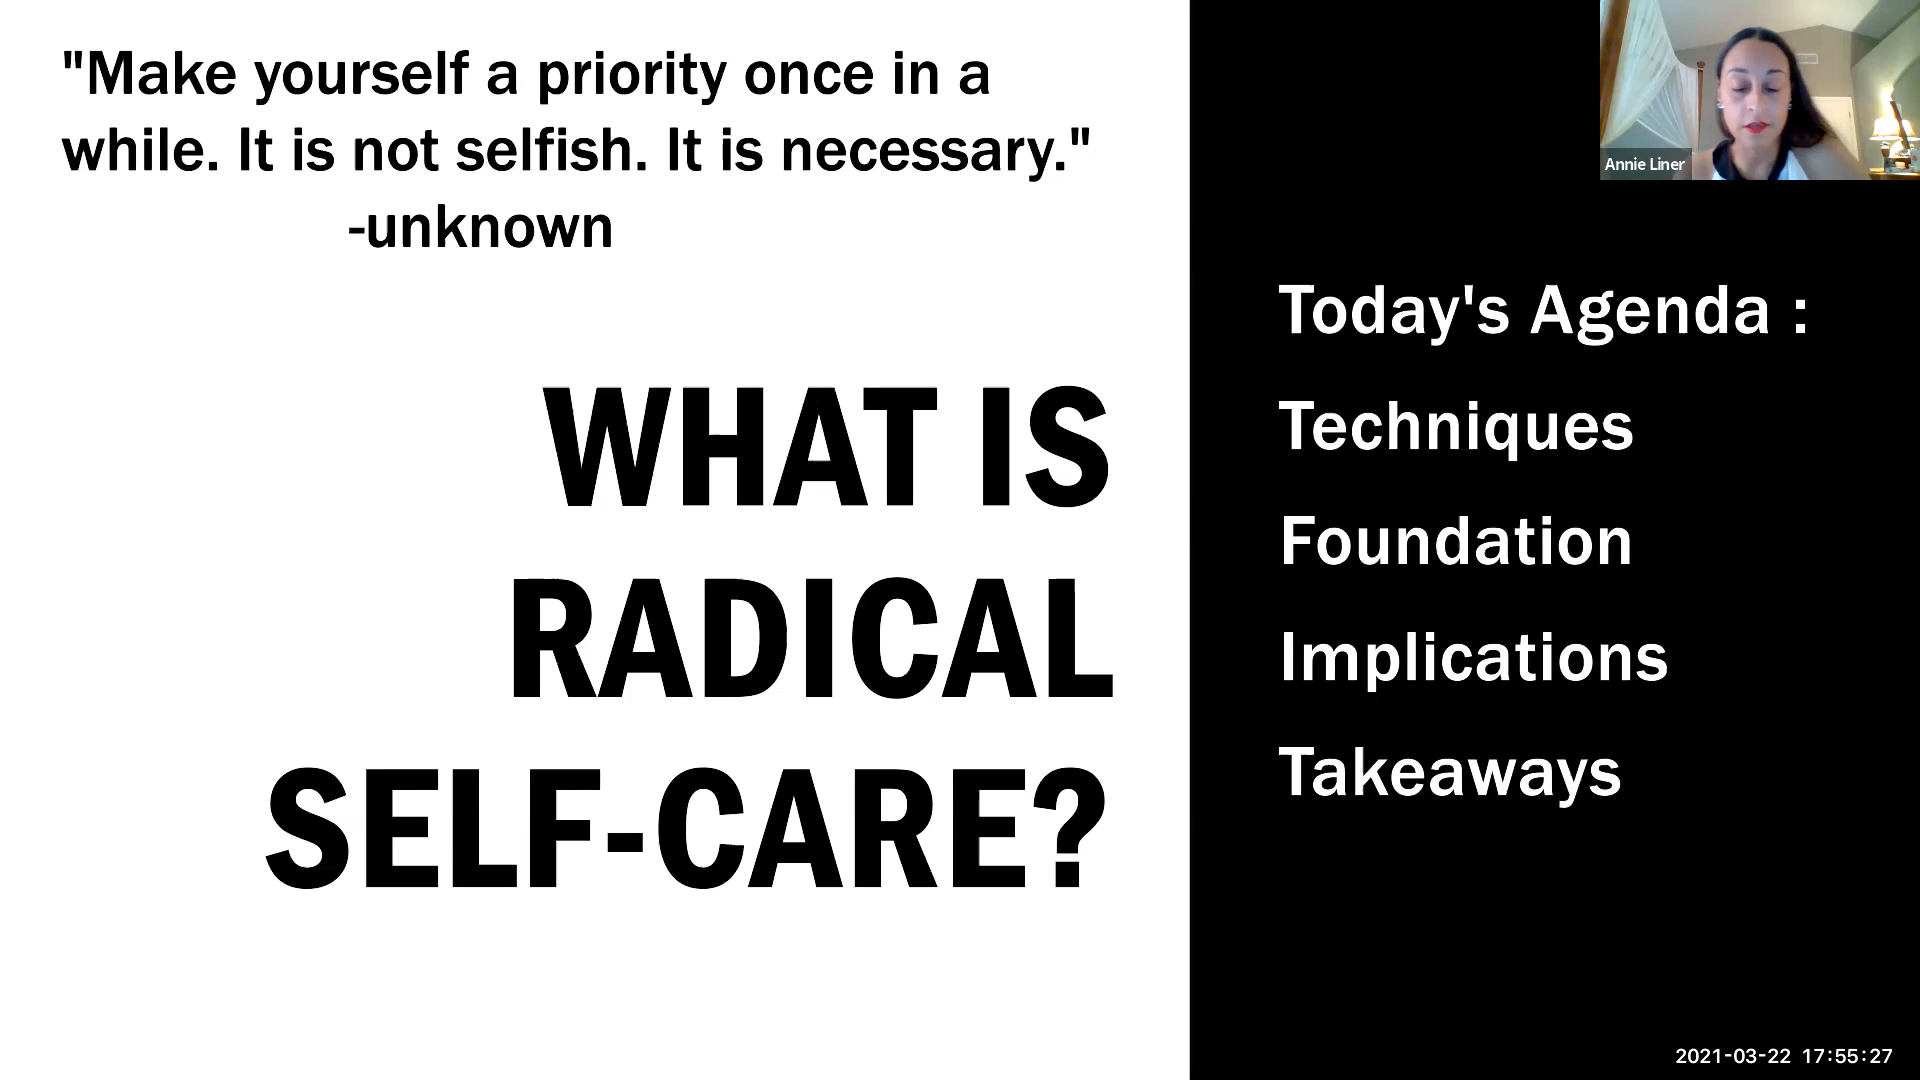 "Make yourself a priority once in a
while. It is not selfish. It is necessary."
-unknown
WHAT IS
RADICAL
SELF-CARE?
Annie Liner
Today's Agenda :
Techniques
Foundation
Implications
Takeaways
2021-03-22 17:55:27